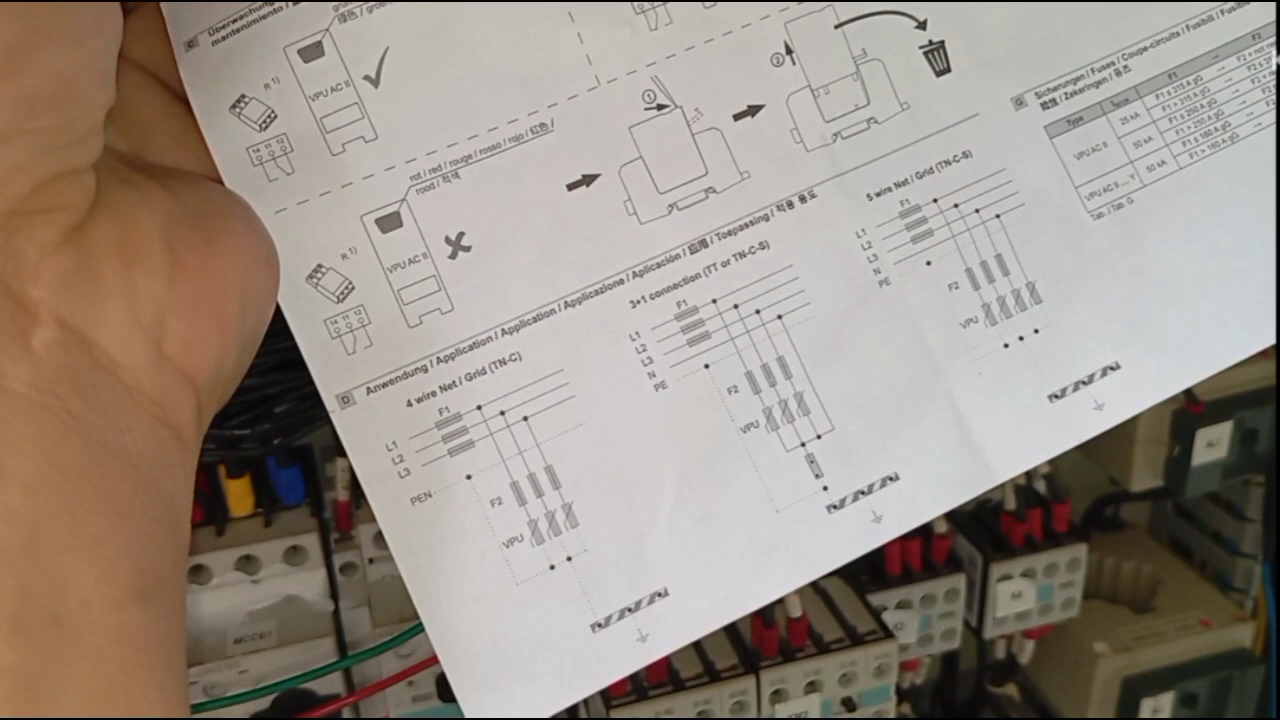 C Überwachung
mantenimiento /
绿色 /
R 1)
VPU AC II
14 11 12
rot / red / rouge / rosso / rojo / 红色 /
rood / 적색
R 1)
VPU AC II
14 11 12
1
2
D Anwendung / Application / Application / Applicazione / Aplicación / 应用 / Toepassing / 적용 용도
4 wire Net / Grid (TN-C)
F1
L1
L2
L3
PEN
F2
VPU
3+1 connection (TT or TN-C-S)
F1
L1
L2
L3
N
PE
F2
VPU
5 wire Net / Grid (TN-C-S)
F1
L1
L2
L3
N
PE
F2
VPU
G Sicherungen / Fuses / Coupe-circuits / Fusibili /
/ Zekeringen / 퓨즈
Type F1 F2
VPU AC II 25 kA F1 ≤ 315 A gG →
F1 > 315 A gG →
50 kA F1 ≤ 250 A gG →
F1 > 250 A gG →
VPU AC II .... Y 50 kA F1 ≤ 160 A gG →
F1 > 160 A gG →
Tab. / Tab. G